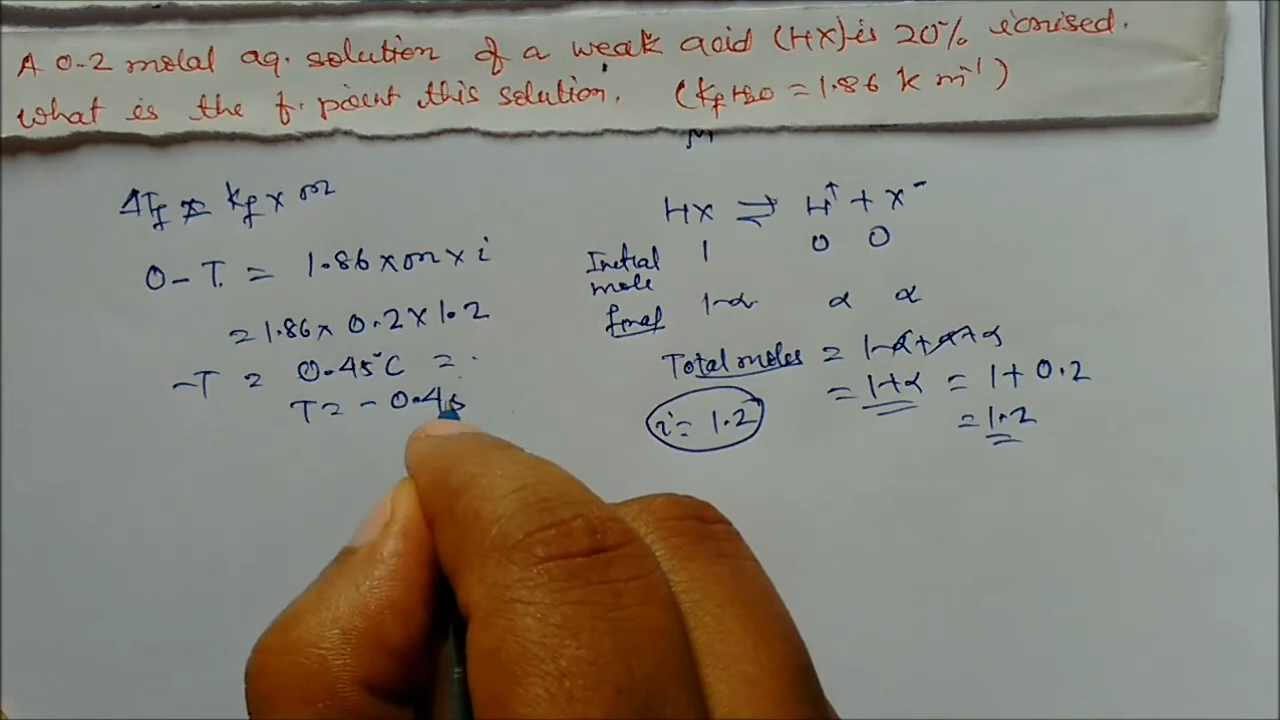 A 0.2 molal aq. solution of a weak acid (HX) is 20% ionised.
what is the f. point this solution. (Kf H2O = 1.86 K m⁻¹)
ΔTf = kf x m
0 - T. = 1.86 x m x i
= 1.86 x 0.2 x 1.2
-T = 0.45°C =
T = - 0.45
HX ⇌ H⁺ + X⁻
Initial mole 1 0 0
final 1-α α α
Total moles = 1-α+α+α
= 1+α = 1+0.2
= 1.2
i = 1.2